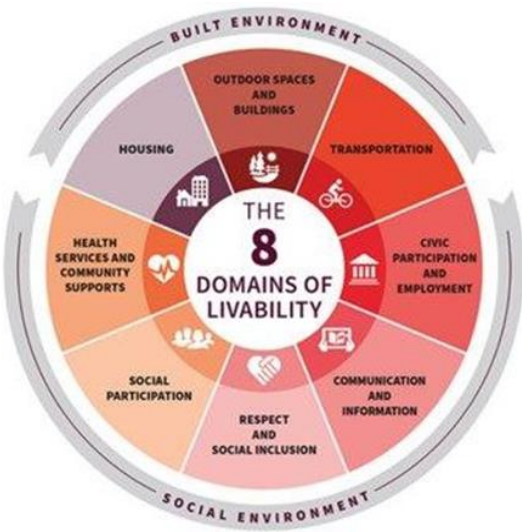 BUILT ENVIRONMENT
OUTDOOR SPACES
AND
BUILDINGS
TRANSPORTATION
CIVIC
PARTICIPATION
AND
EMPLOYMENT
COMMUNICATION
AND
INFORMATION
RESPECT
AND
SOCIAL INCLUSION
SOCIAL
PARTICIPATION
HEALTH
SERVICES AND
COMMUNITY
SUPPORTS
HOUSING
THE
8
DOMAINS OF
LIVABILITY
SOCIAL ENVIRONMENT